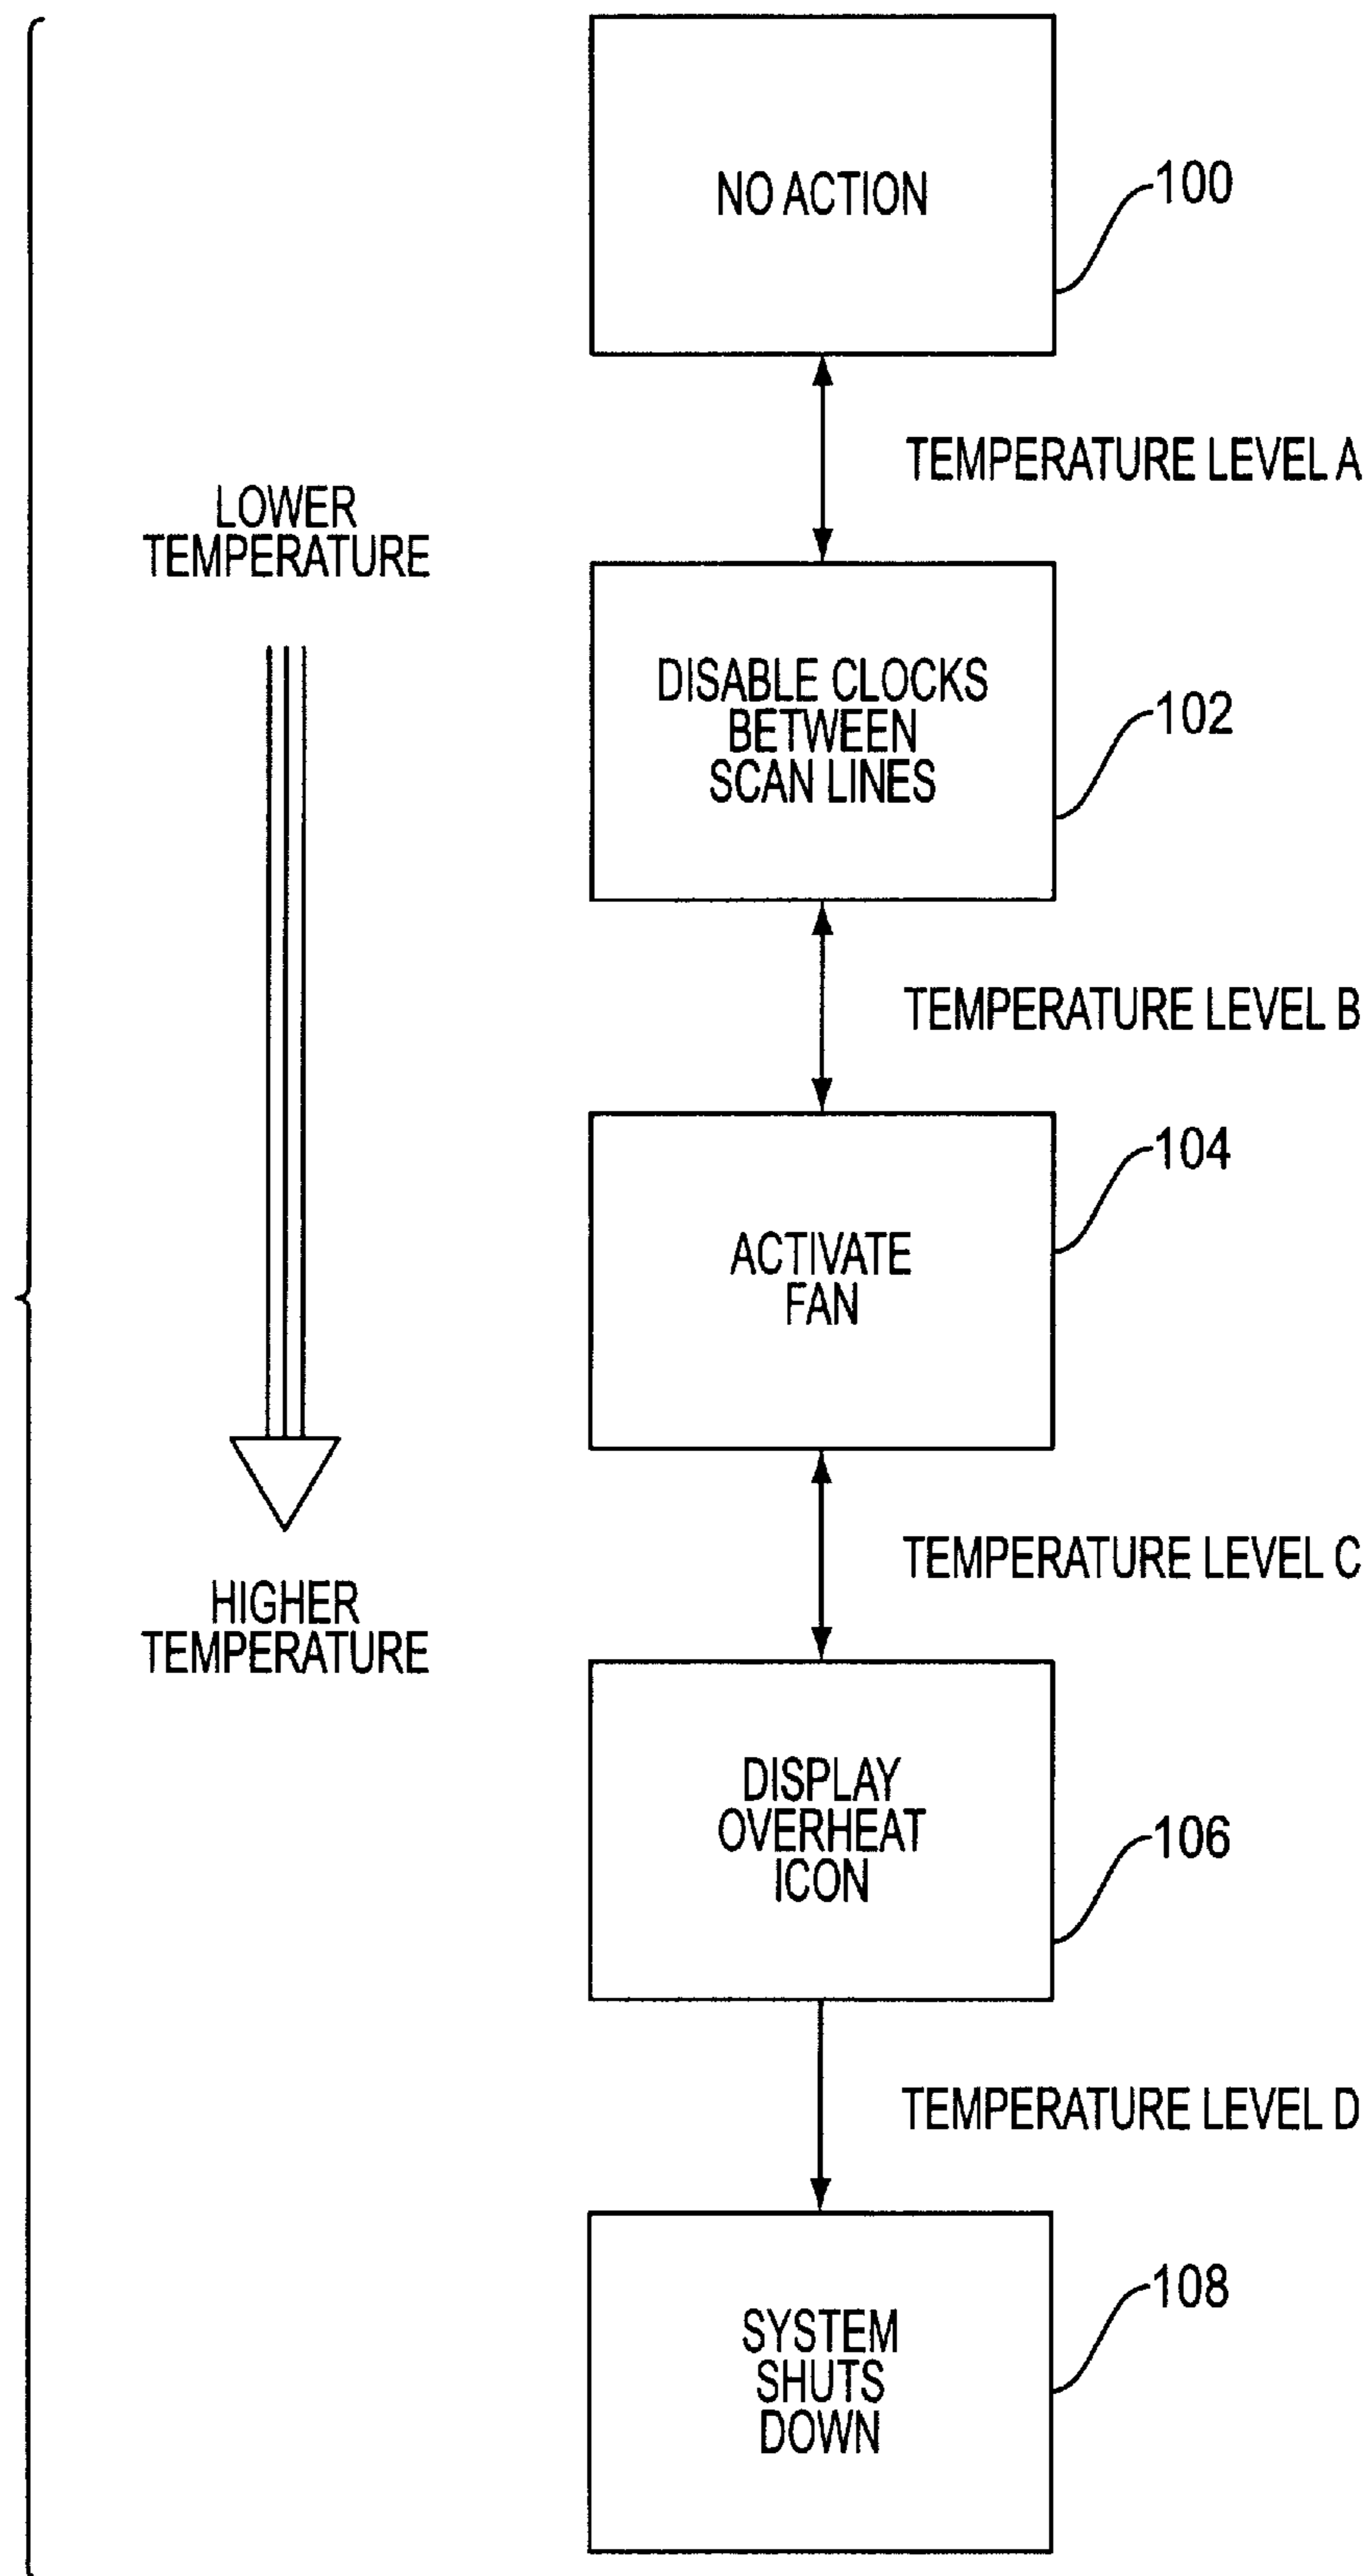 NO ACTION
100
TEMPERATURE LEVEL A
LOWER
TEMPERATURE
DISABLE CLOCKS
BETWEEN
SCAN LINES
102
TEMPERATURE LEVEL B
104
ACTIVATE
FAN
TEMPERATURE LEVEL C
HIGHER
TEMPERATURE
DISPLAY
OVERHEAT
ICON
106
TEMPERATURE LEVEL D
108
SYSTEM
SHUTS
DOWN